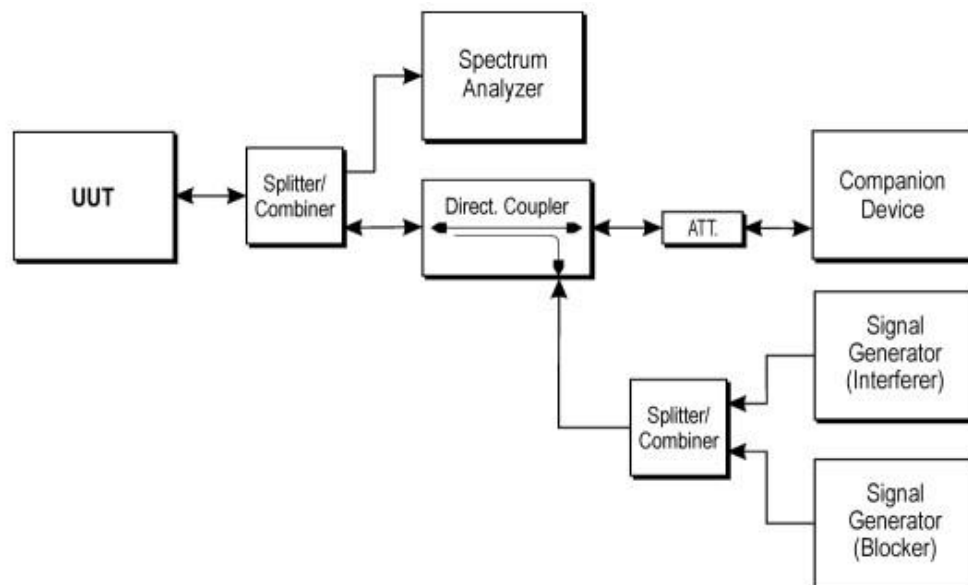 Spectrum
Analyzer
UUT
Splitter/
Combiner
Direct. Coupler
ATT.
Companion
Device
Signal
Generator
(Interferer)
Splitter/
Combiner
Signal
Generator
(Blocker)